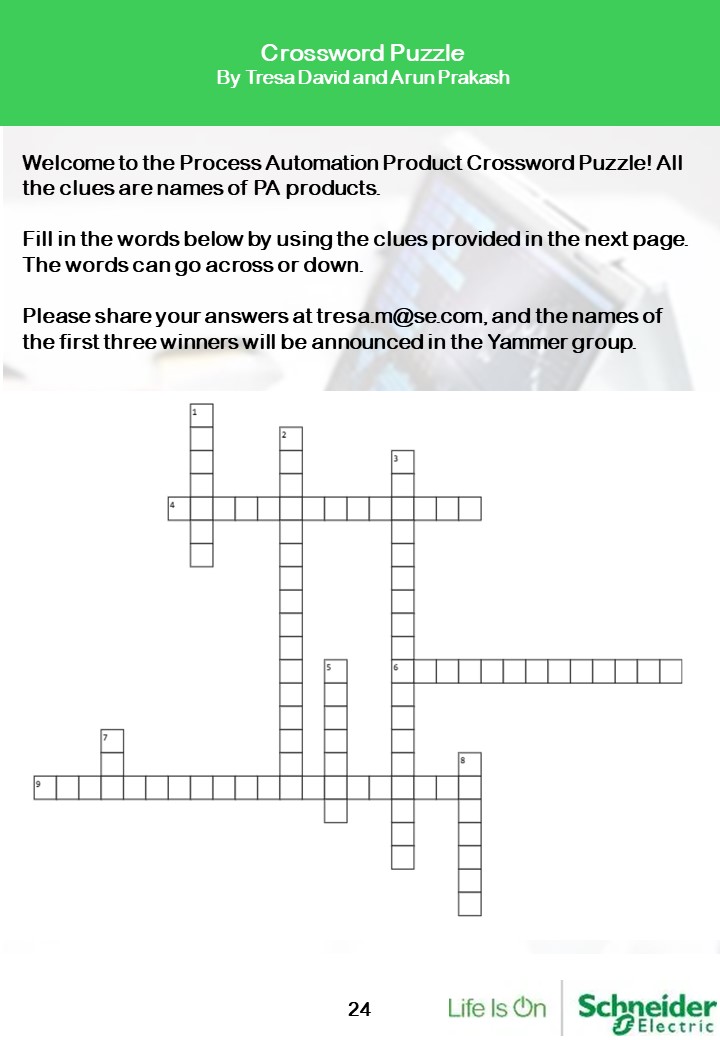 Crossword Puzzle
By Tresa David and Arun Prakash
Welcome to the Process Automation Product Crossword Puzzle! All
the clues are names of PA products.
Fill in the words below by using the clues provided in the next page.
The words can go across or down.
Please share your answers at tresa.m@se.com, and the names of
the first three winners will be announced in the Yammer group.
1
2
3
4
5
6
7
8
9
24
Life Is On
Schneider
Electric